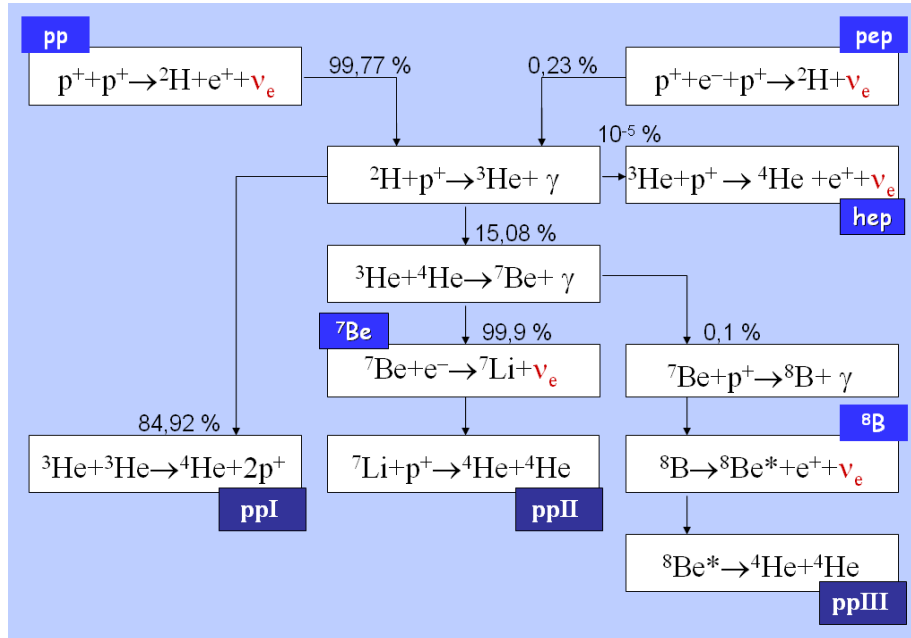 pp
pep
p⁺+p⁺→²H+e⁺+νₑ
99,77 %
0,23 %
p⁺+e⁻+p⁺→²H+νₑ
10⁻⁵ %
²H+p⁺→³He+ γ
³He+p⁺→ ⁴He +e⁺+νₑ
hep
15,08 %
³He+⁴He→⁷Be+ γ
⁷Be
99,9 %
0,1 %
⁷Be+e⁻→⁷Li+νₑ
⁷Be+p⁺→⁸B+ γ
84,92 %
⁸B
³He+³He→⁴He+2p⁺
⁷Li+p⁺→⁴He+⁴He
⁸B→⁸Be*+e⁺+νₑ
ppI
ppII
⁸Be*→⁴He+⁴He
ppIII